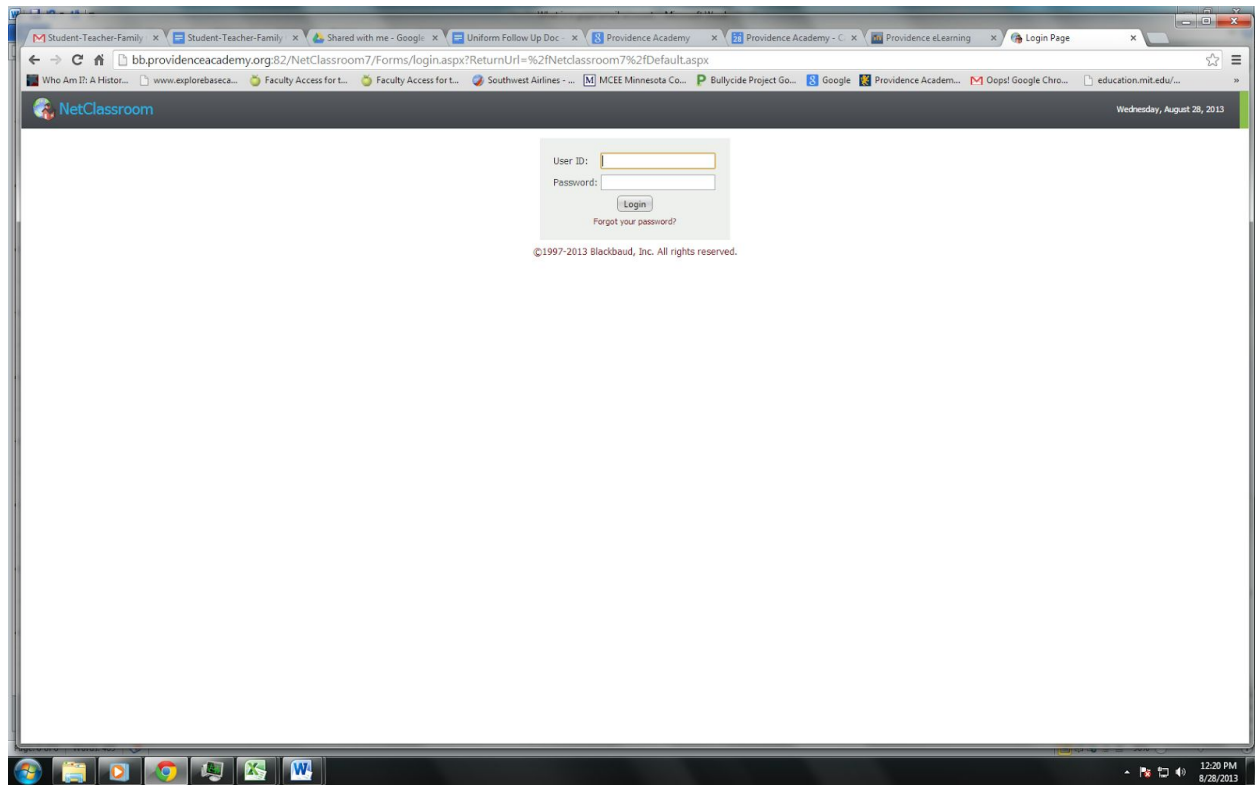 Student-Teacher-Family
Student-Teacher-Family
Shared with me - Google
Uniform Follow Up Doc -
Providence Academy
Providence Academy - C
Providence eLearning
Login Page
bb.providenceacademy.org:82/NetClassroom7/Forms/login.aspx?ReturnUrl=%2fNetclassroom7%2fDefault.aspx
Who Am I?: A Histor...
www.explorebaseca...
Faculty Access for t...
Faculty Access for t...
Southwest Airlines - ...
MCEE Minnesota Co...
Bullycide Project Go...
Google
Providence Academ...
Oops! Google Chro...
education.mit.edu/...
»
NetClassroom
Wednesday, August 28, 2013
User ID:
Password:
Login
Forgot your password?
©1997-2013 Blackbaud, Inc. All rights reserved.
12:20 PM
8/28/2013